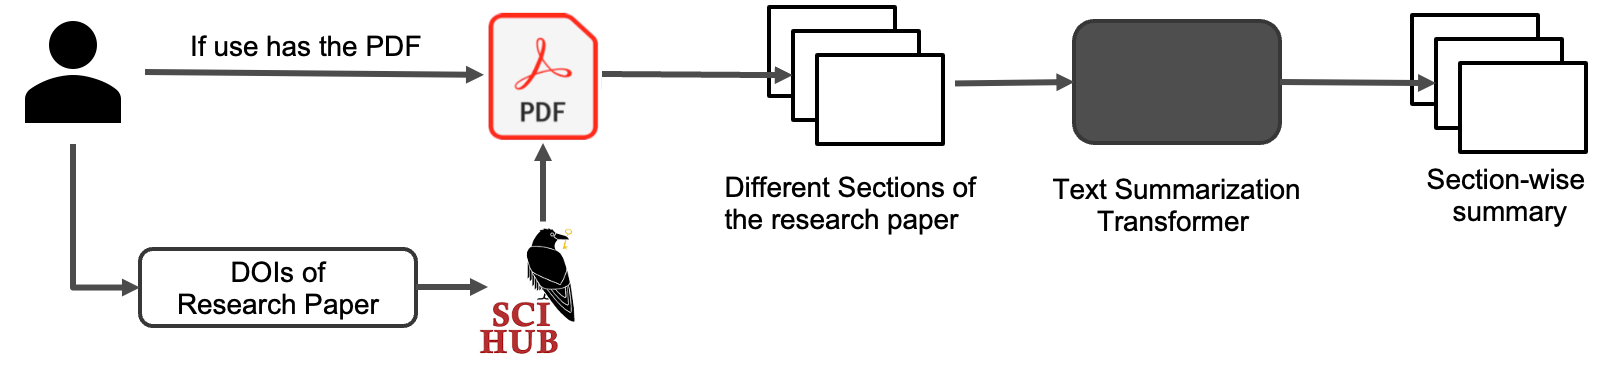 If use has the PDF
PDF
Different Sections of
the research paper
Text Summarization
Transformer
Section-wise
summary
DOIs of
Research Paper
SCI
HUB